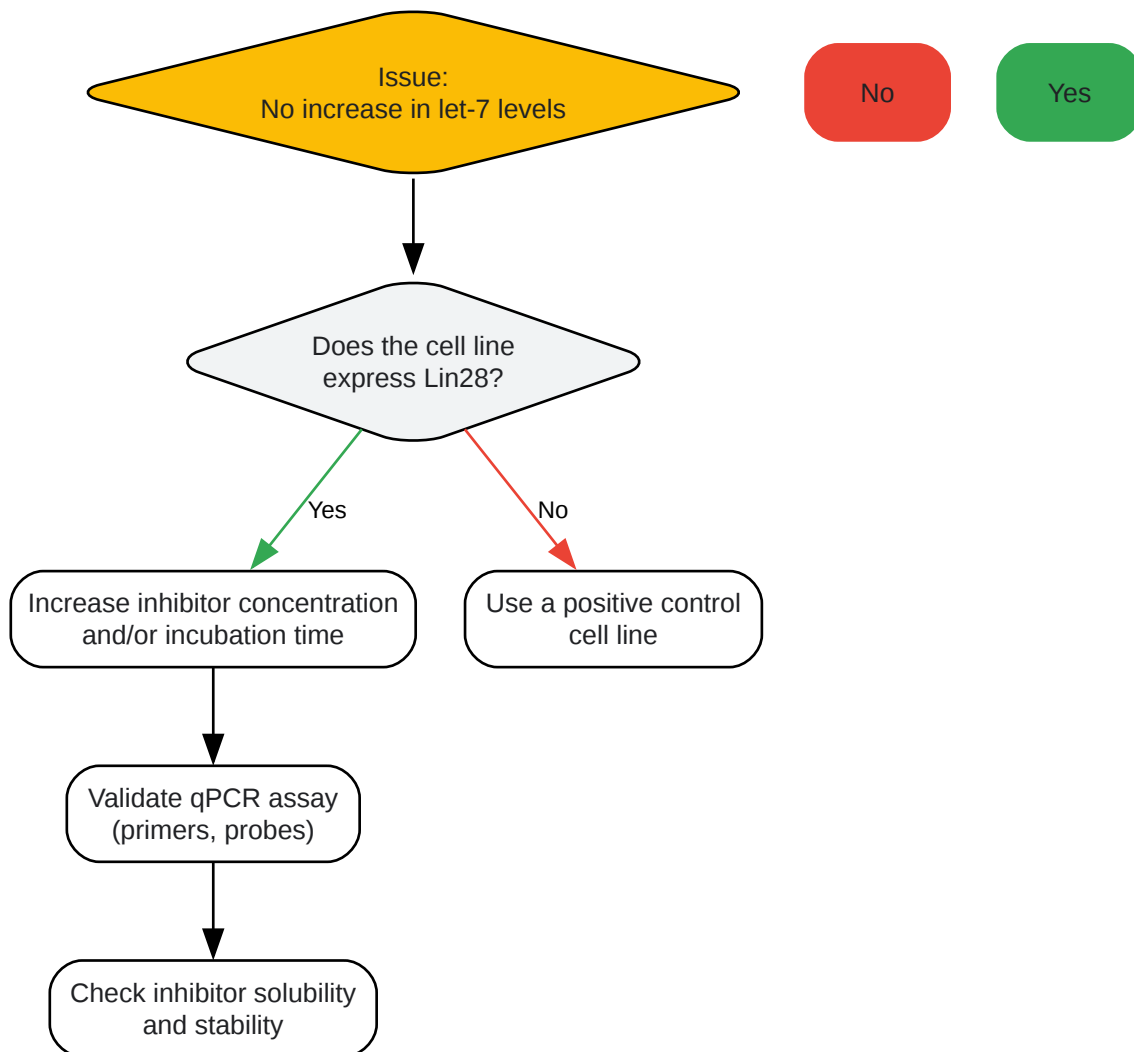 Issue:
No increase in let-7 levels
No
Yes
Does the cell line
express Lin28?
Yes
No
Increase inhibitor concentration
and/or incubation time
Use a positive control
cell line
Validate qPCR assay
(primers, probes)
Check inhibitor solubility
and stability